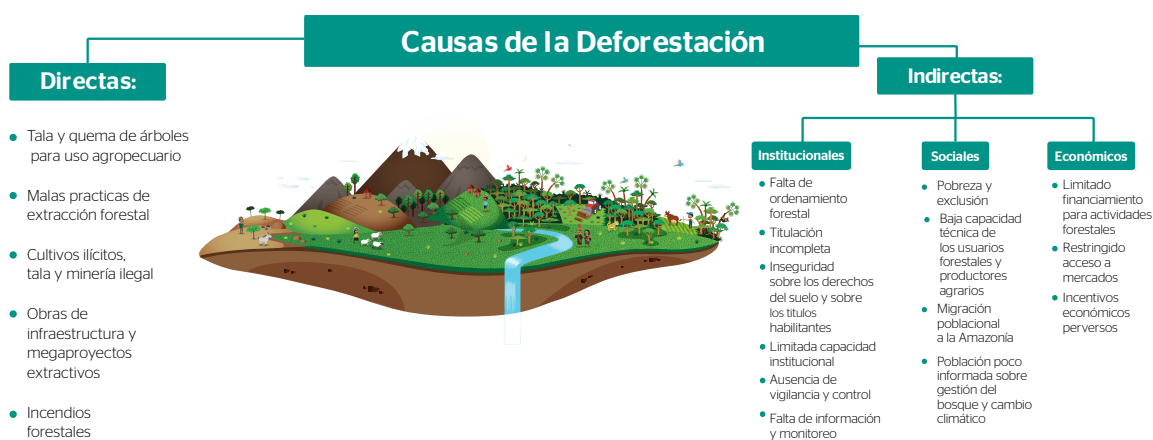 Causas de la Deforestación
Directas:
Tala y quema de árboles
para uso agropecuario
Malas practicas de
extracción forestal
Cultivos ilícitos,
tala y minería ilegal
Obras de
infraestructura y
megaproyectos
extractivos
Incendios
forestales
Indirectas:
Institucionales
Falta de
ordenamiento
forestal
Titulación
incompleta
Inseguridad
sobre los derechos
del suelo y sobre
los titulos
habilitantes
Limitada capacidad
institucional
Ausencia de
vigilancia y control
Falta de información
y monitoreo
Sociales
Pobreza y
exclusión
Baja capacidad
técnica de
los usuarios
forestales y
productores
agrarios
Migración
poblacional
a la Amazonía
Población poco
informada sobre
gestión del
bosque y cambio
climático
Económicos
Limitado
financiamiento
para actividades
forestales
Restringido
acceso a
mercados
Incentivos
económicos
perversos